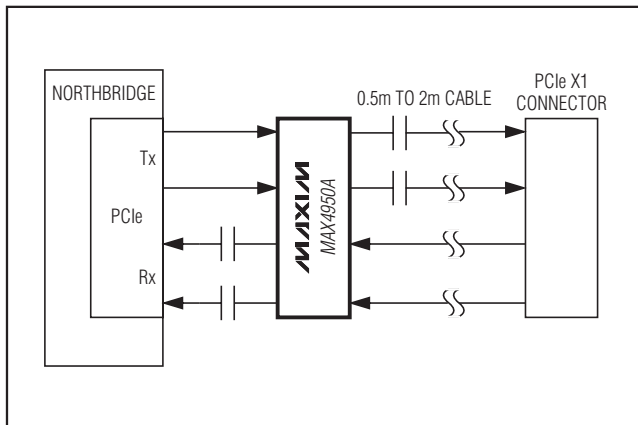 NORTHBRIDGE
0.5m TO 2m CABLE
PCIe X1
CONNECTOR
Tx
PCIe
Rx
MAXIM
MAX4950A